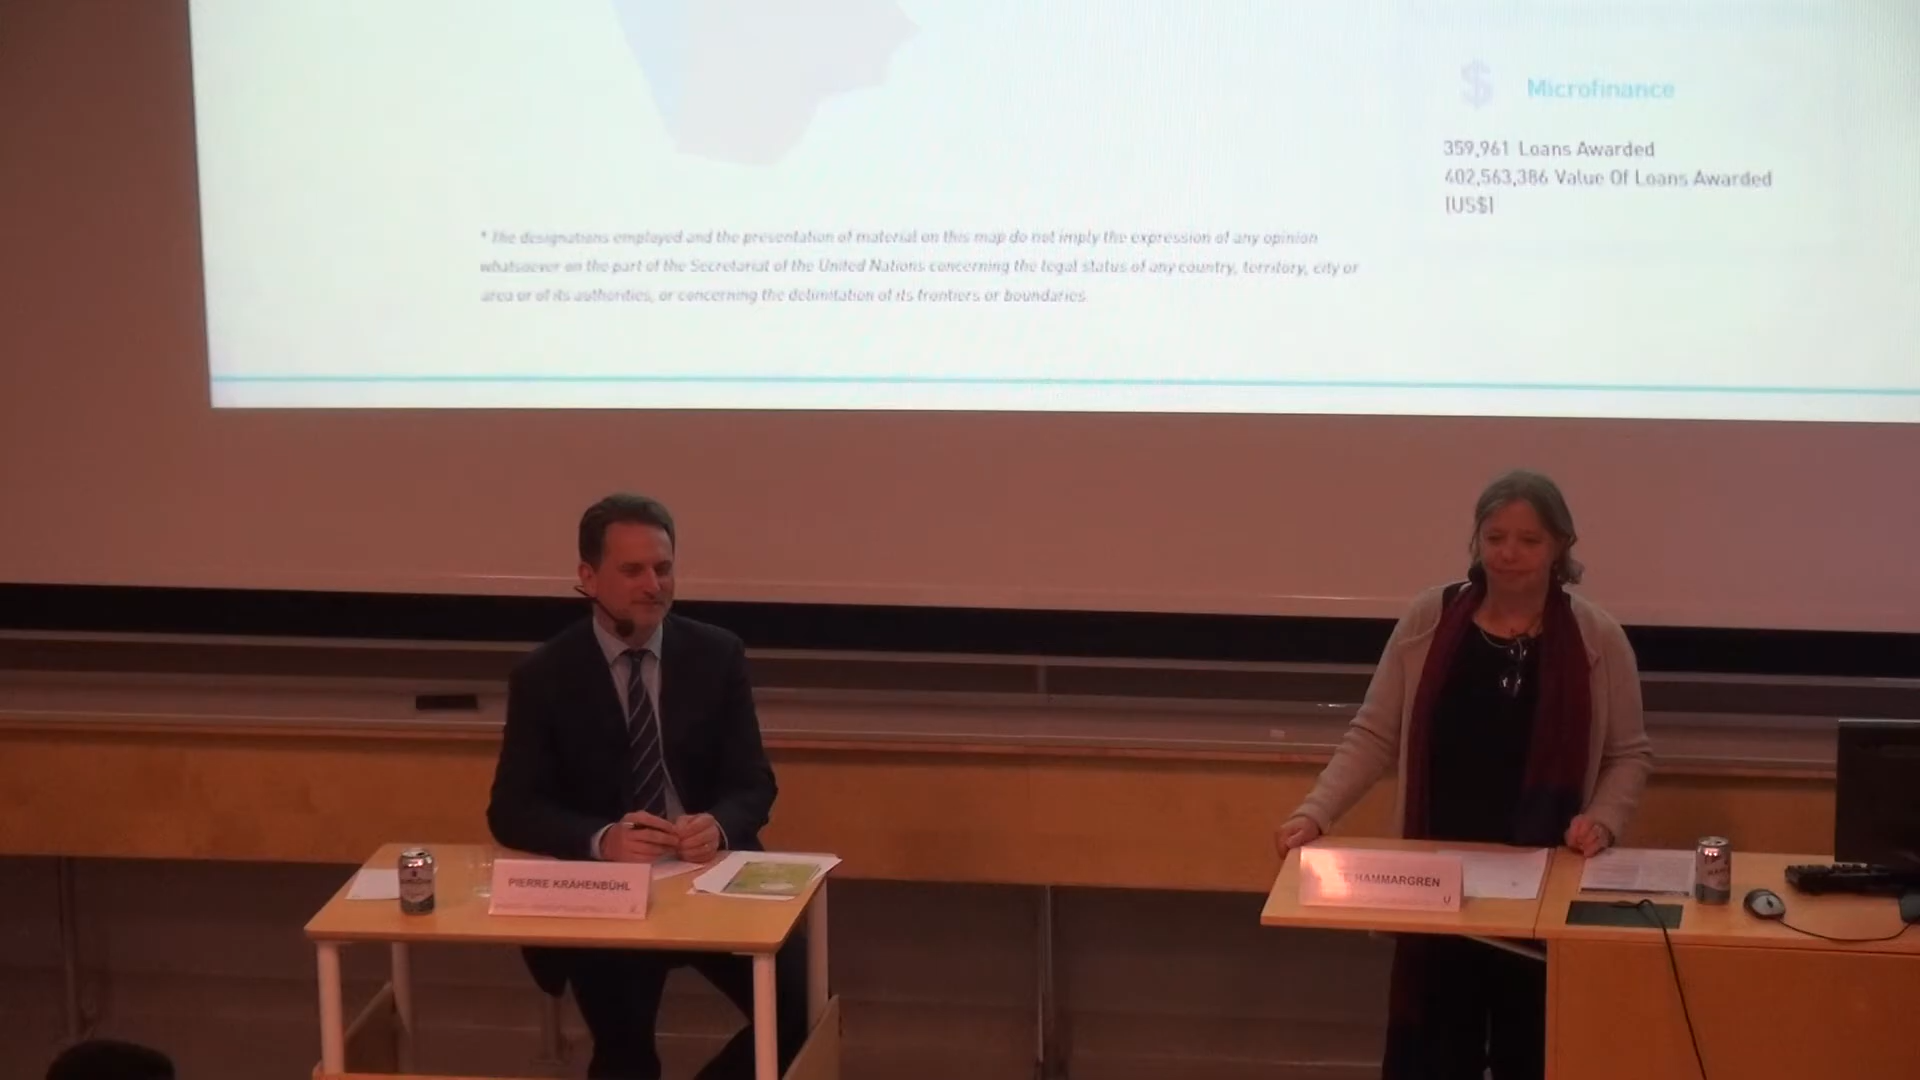 Microfinance
359,961 Loans Awarded
402,563,386 Value Of Loans Awarded
(US$)
* The designations employed and the presentation of material on this map do not imply the expression of any opinion
whatsoever on the part of the Secretariat of the United Nations concerning the legal status of any country, territory, city or
area or of its authorities, or concerning the delimitation of its frontiers or boundaries.
PIERRE KRÄHENBÜHL
HAMMARGREN